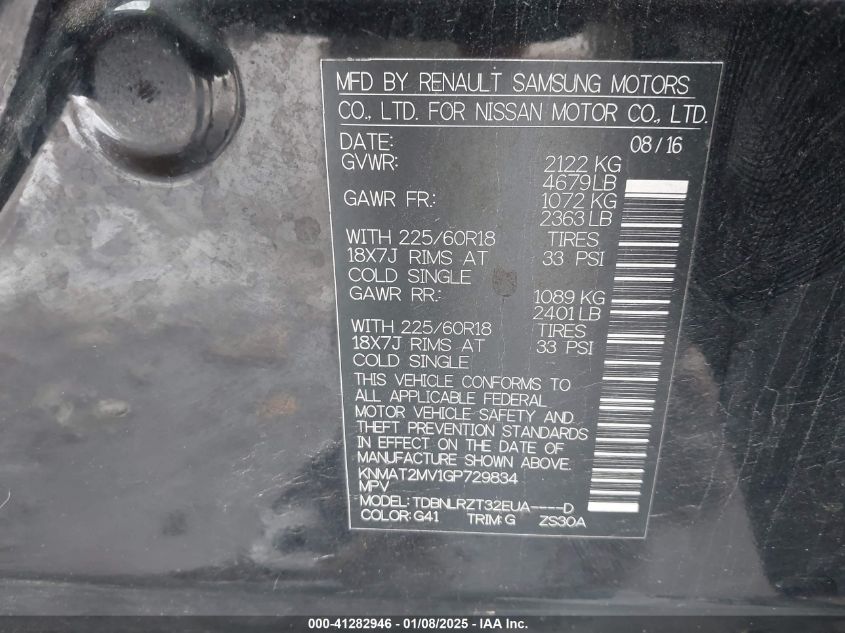 MFD BY RENAULT SAMSUNG MOTORS
CO., LTD. FOR NISSAN MOTOR CO., LTD.
DATE: 08/16
GVWR: 2122 KG
4679LB
GAWR FR.: 1072 KG
2363 LB
WITH 225/60R18 TIRES
18X7J RIMS AT 33 PSI
COLD SINGLE
GAWR RR.: 1089 KG
2401 LB
WITH 225/60R18 TIRES
18X7J RIMS AT 33 PSI
COLD SINGLE
THIS VEHICLE CONFORMS TO
ALL APPLICABLE FEDERAL
MOTOR VEHICLE SAFETY AND
THEFT PREVENTION STANDARDS
IN EFFECT ON THE DATE OF
MANUFACTURE SHOWN ABOVE.
KNMAT2MV1GP729834
MPV
MODEL: TDBNLRZT32EUA----D
COLOR: G41 TRIM: G ZS30A
000-41282946 - 01/08/2025 - IAA Inc.